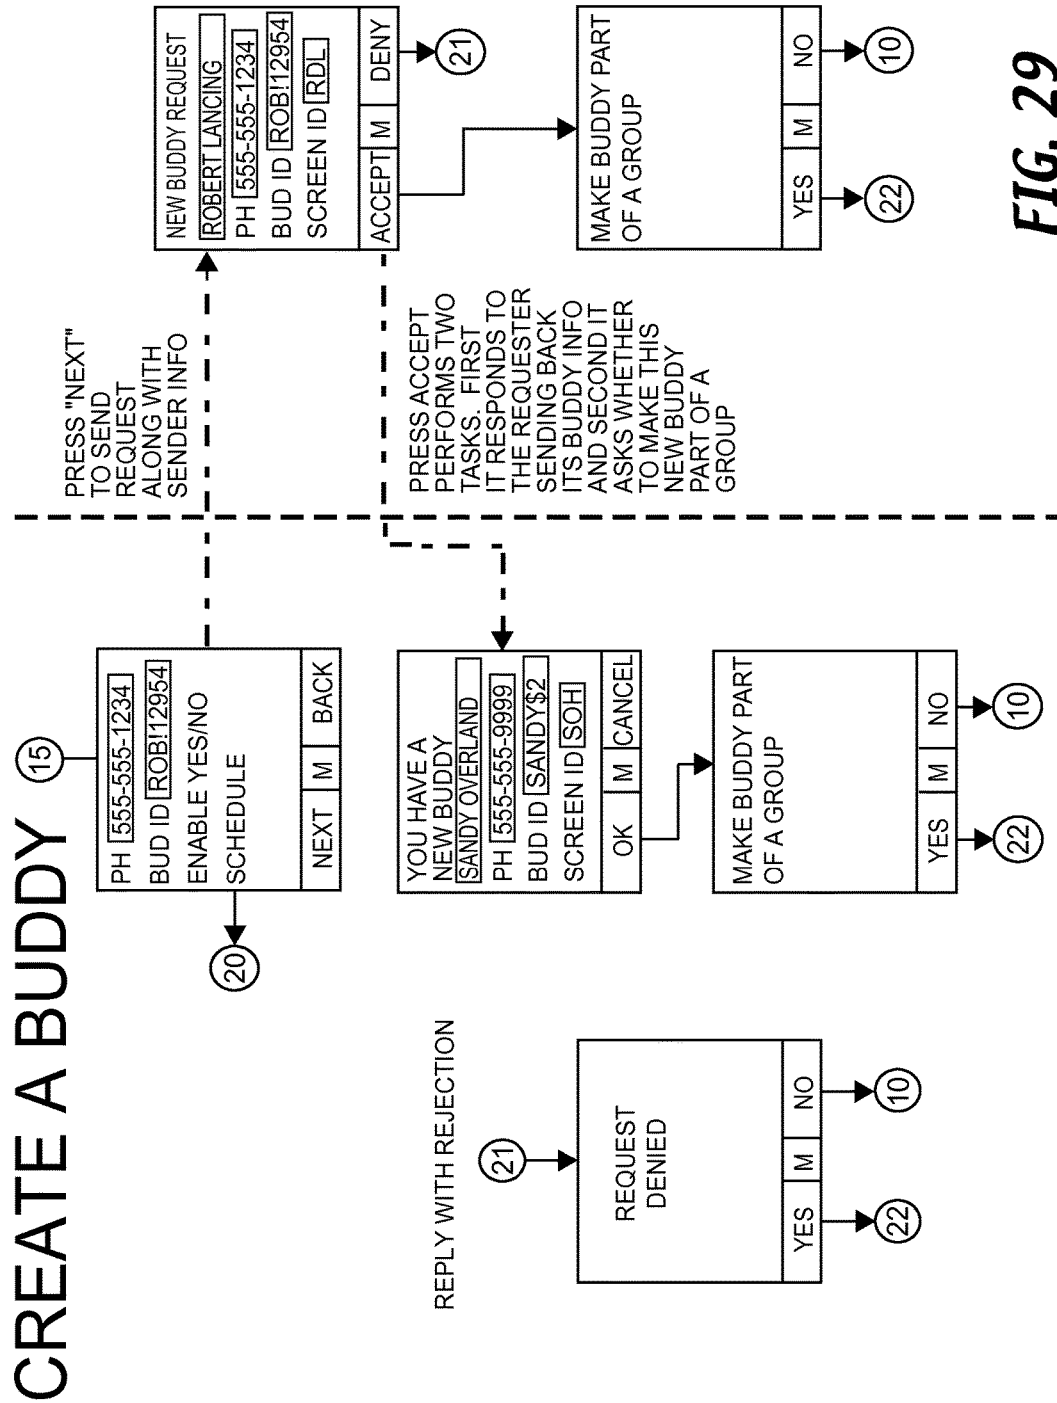 CREATE A BUDDY
15
PH 555-555-1234
BUD ID ROB!12954
ENABLE YES/NO
SCHEDULE
NEXT M BACK
20
PRESS "NEXT"
TO SEND
REQUEST
ALONG WITH
SENDER INFO
NEW BUDDY REQUEST
ROBERT LANCING
PH 555-555-1234
BUD ID ROB!12954
SCREEN ID RDL
ACCEPT M DENY
21
PRESS ACCEPT
PERFORMS TWO
TASKS. FIRST
IT RESPONDS TO
THE REQUESTER
SENDING BACK
ITS BUDDY INFO
AND SECOND IT
ASKS WHETHER
TO MAKE THIS
NEW BUDDY
PART OF A
GROUP
MAKE BUDDY PART
OF A GROUP
YES M NO
22
10
YOU HAVE A
NEW BUDDY
SANDY OVERLAND
PH 555-555-9999
BUD ID SANDY$2
SCREEN ID SOH
OK M CANCEL
MAKE BUDDY PART
OF A GROUP
YES M NO
22
10
REPLY WITH REJECTION
21
REQUEST
DENIED
YES M NO
22
10
FIG. 29